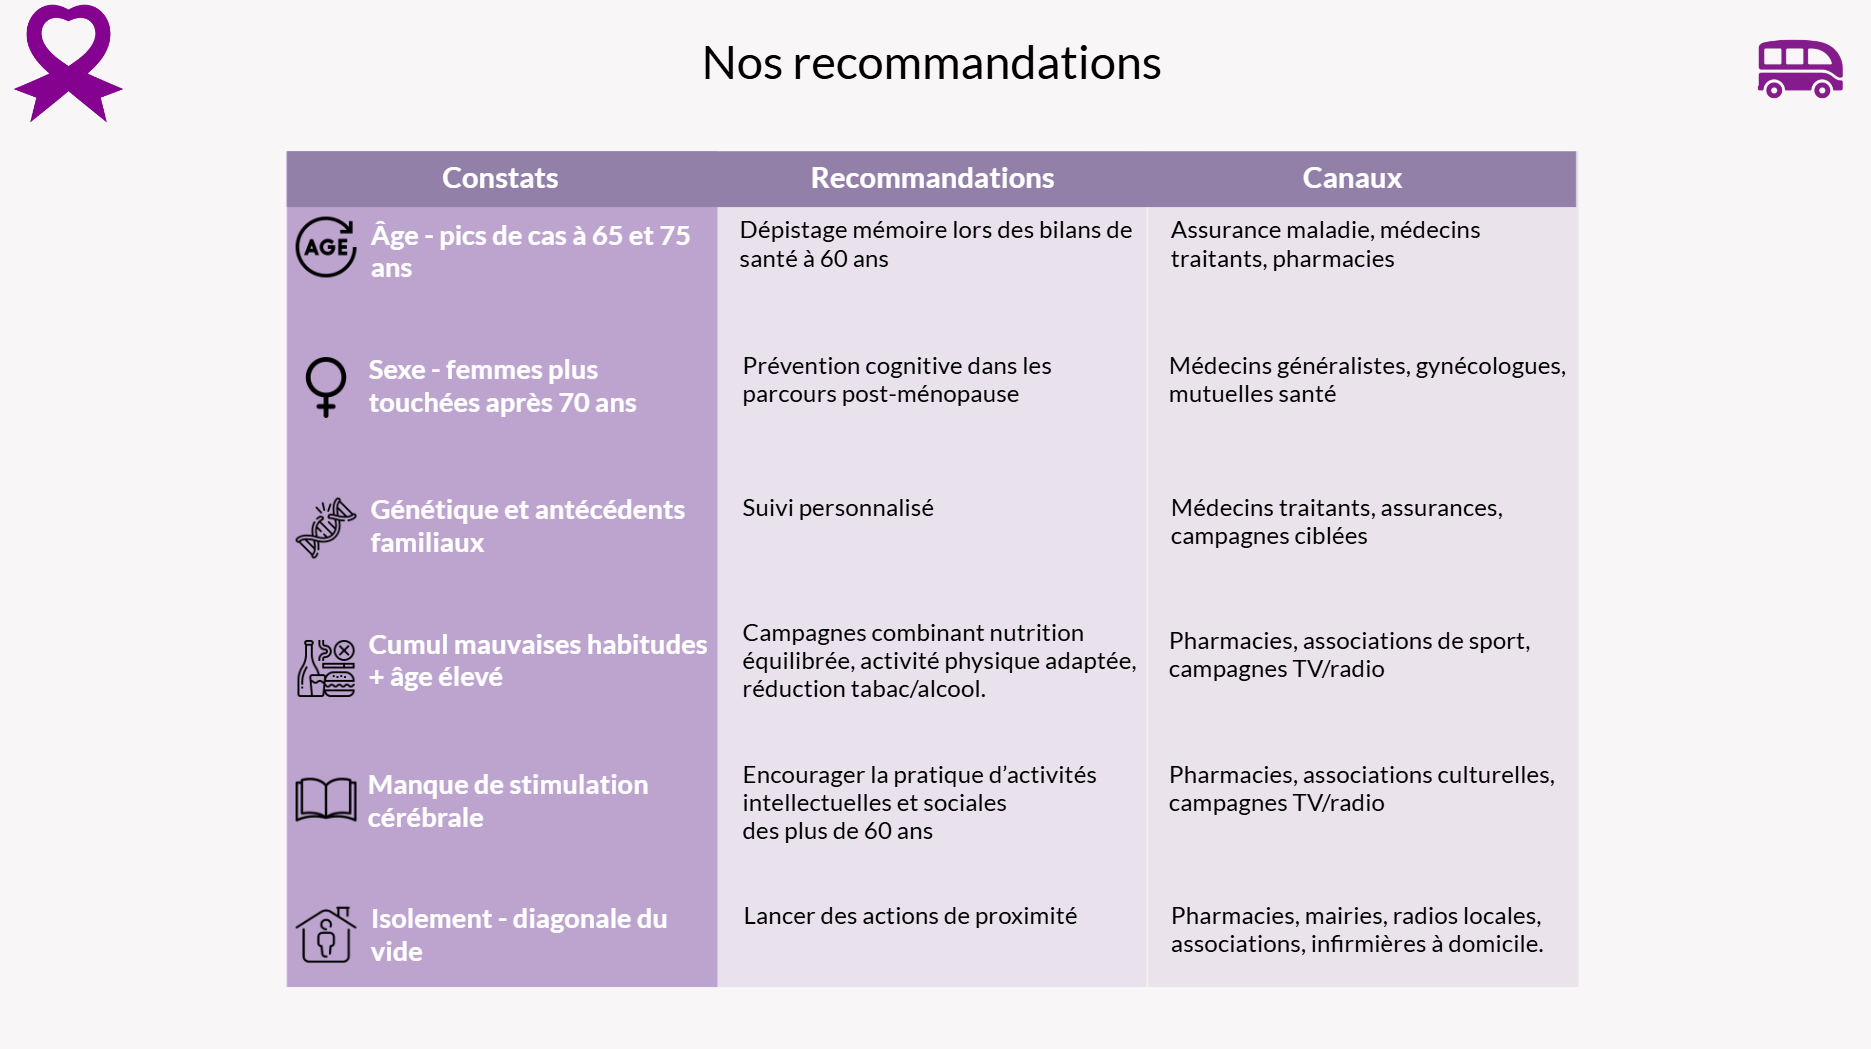 Nos recommandations
Constats
Recommandations
Canaux
AGE
Âge - pics de cas à 65 et 75
ans
Dépistage mémoire lors des bilans de
santé à 60 ans
Assurance maladie, médecins
traitants, pharmacies
Sexe - femmes plus
touchées après 70 ans
Prévention cognitive dans les
parcours post-ménopause
Médecins généralistes, gynécologues,
mutuelles santé
Génétique et antécédents
familiaux
Suivi personnalisé
Médecins traitants, assurances,
campagnes ciblées
Cumul mauvaises habitudes
+ âge élevé
Campagnes combinant nutrition
équilibrée, activité physique adaptée,
réduction tabac/alcool.
Pharmacies, associations de sport,
campagnes TV/radio
Manque de stimulation
cérébrale
Encourager la pratique d’activités
intellectuelles et sociales
des plus de 60 ans
Pharmacies, associations culturelles,
campagnes TV/radio
Isolement - diagonale du
vide
Lancer des actions de proximité
Pharmacies, mairies, radios locales,
associations, infirmières à domicile.